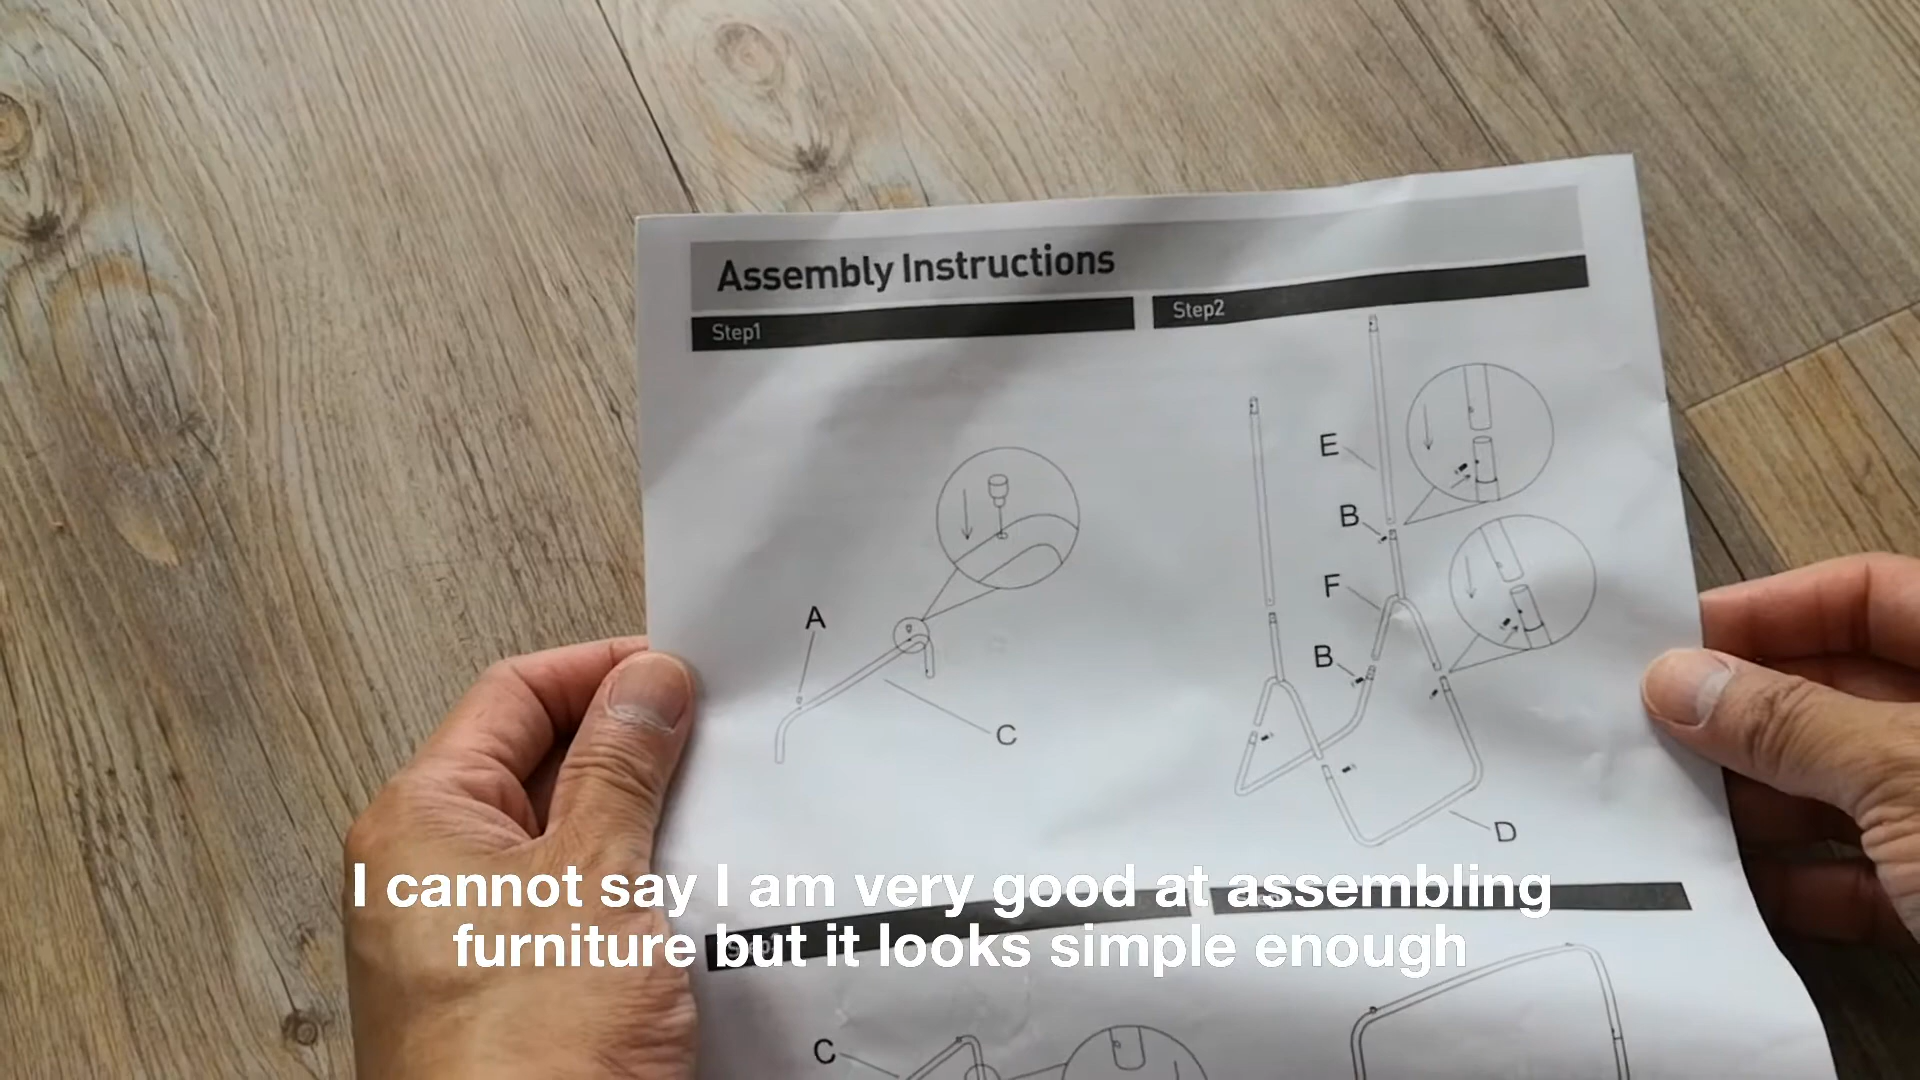 Assembly Instructions
Step1
Step2
E
B
A
F
B
C
D
I cannot say I am very good at assembling
furniture but it looks simple enough
C